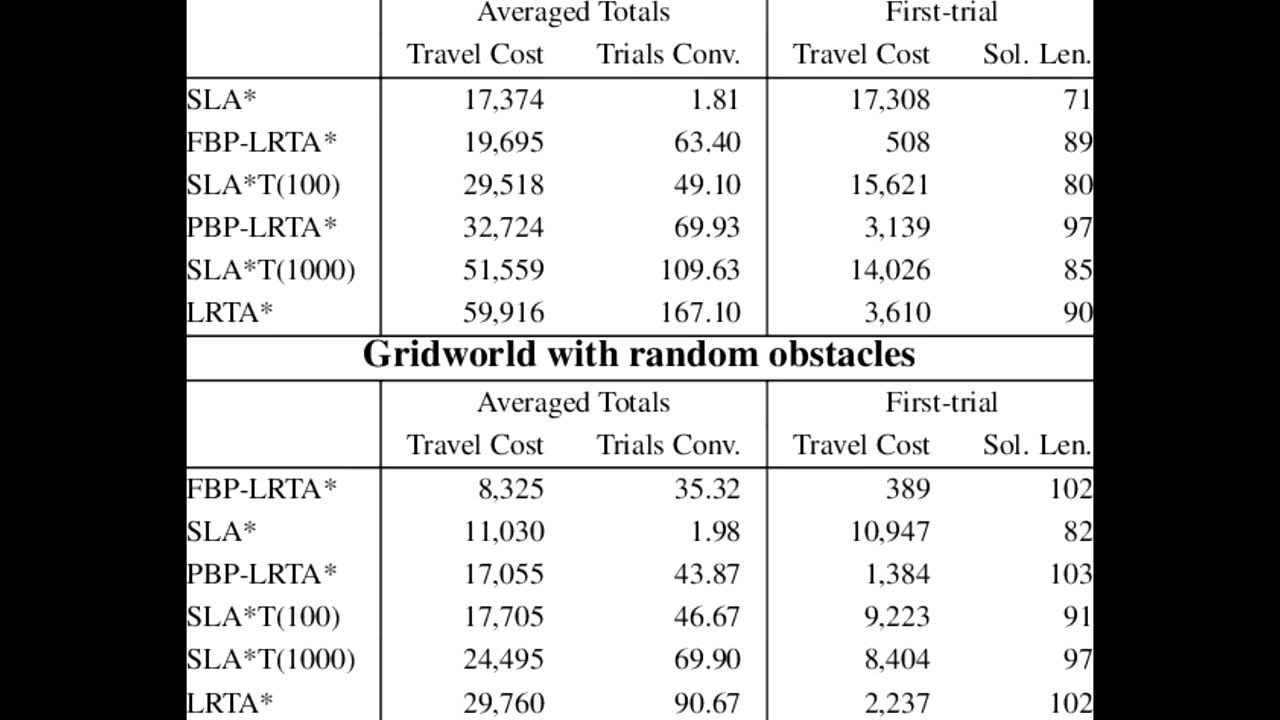 Averaged Totals First-trial
Travel Cost Trials Conv. Travel Cost Sol. Len.
SLA* 17,374 1.81 17,308 71
FBP-LRTA* 19,695 63.40 508 89
SLA*T(100) 29,518 49.10 15,621 80
PBP-LRTA* 32,724 69.93 3,139 97
SLA*T(1000) 51,559 109.63 14,026 85
LRTA* 59,916 167.10 3,610 90
Gridworld with random obstacles
Averaged Totals First-trial
Travel Cost Trials Conv. Travel Cost Sol. Len.
FBP-LRTA* 8,325 35.32 389 102
SLA* 11,030 1.98 10,947 82
PBP-LRTA* 17,055 43.87 1,384 103
SLA*T(100) 17,705 46.67 9,223 91
SLA*T(1000) 24,495 69.90 8,404 97
LRTA* 29,760 90.67 2,237 102